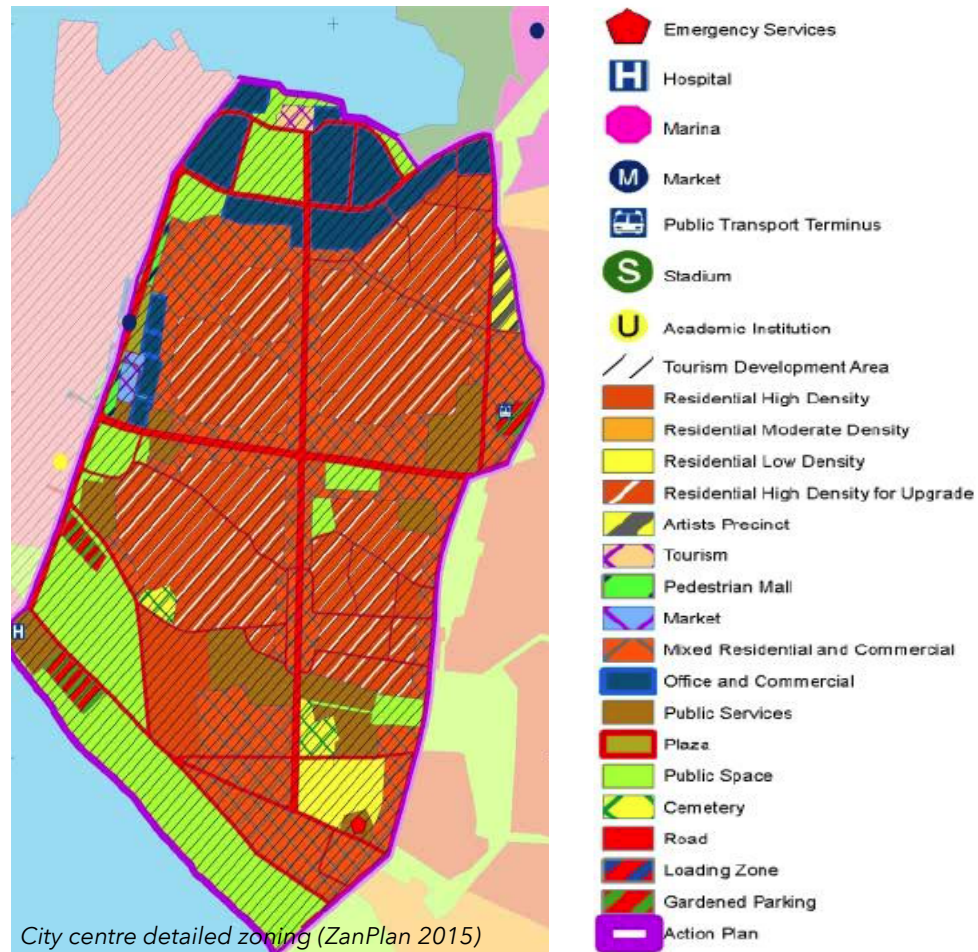 City centre detailed zoning (ZanPlan 2015)
H
Emergency Services
H
Hospital
Marina
M
Market
Public Transport Terminus
S
Stadium
U
Academic Institution
Tourism Development Area
Residential High Density
Residential Moderate Density
Residential Low Density
Residential High Density for Upgrade
Artists Precinct
Tourism
Pedestrian Mall
Market
Mixed Residential and Commercial
Office and Commercial
Public Services
Plaza
Public Space
Cemetery
Road
Loading Zone
Gardened Parking
Action Plan